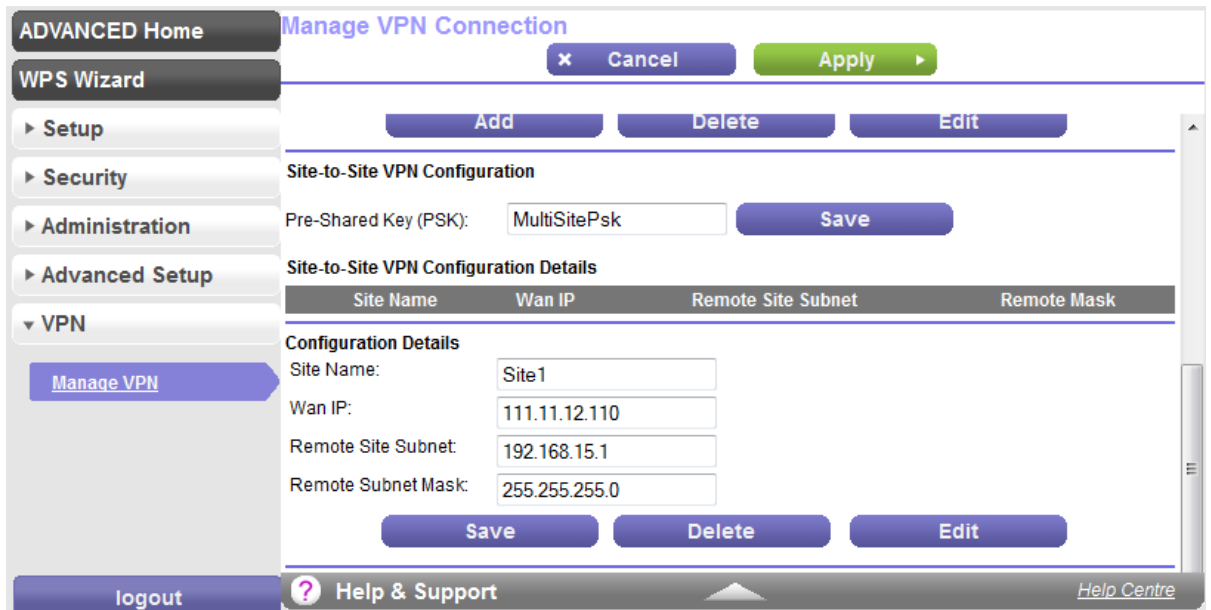 ADVANCED Home
WPS Wizard
Setup
Security
Administration
Advanced Setup
VPN
Manage VPN
logout
Manage VPN Connection
Cancel Apply
Add Delete Edit
Site-to-Site VPN Configuration
Pre-Shared Key (PSK): MultiSitePsk Save
Site-to-Site VPN Configuration Details
Site Name Wan IP Remote Site Subnet Remote Mask
Configuration Details
Site Name: Site1
Wan IP: 111.11.12.110
Remote Site Subnet: 192.168.15.1
Remote Subnet Mask: 255.255.255.0
Save Delete Edit
? Help & Support Help Centre